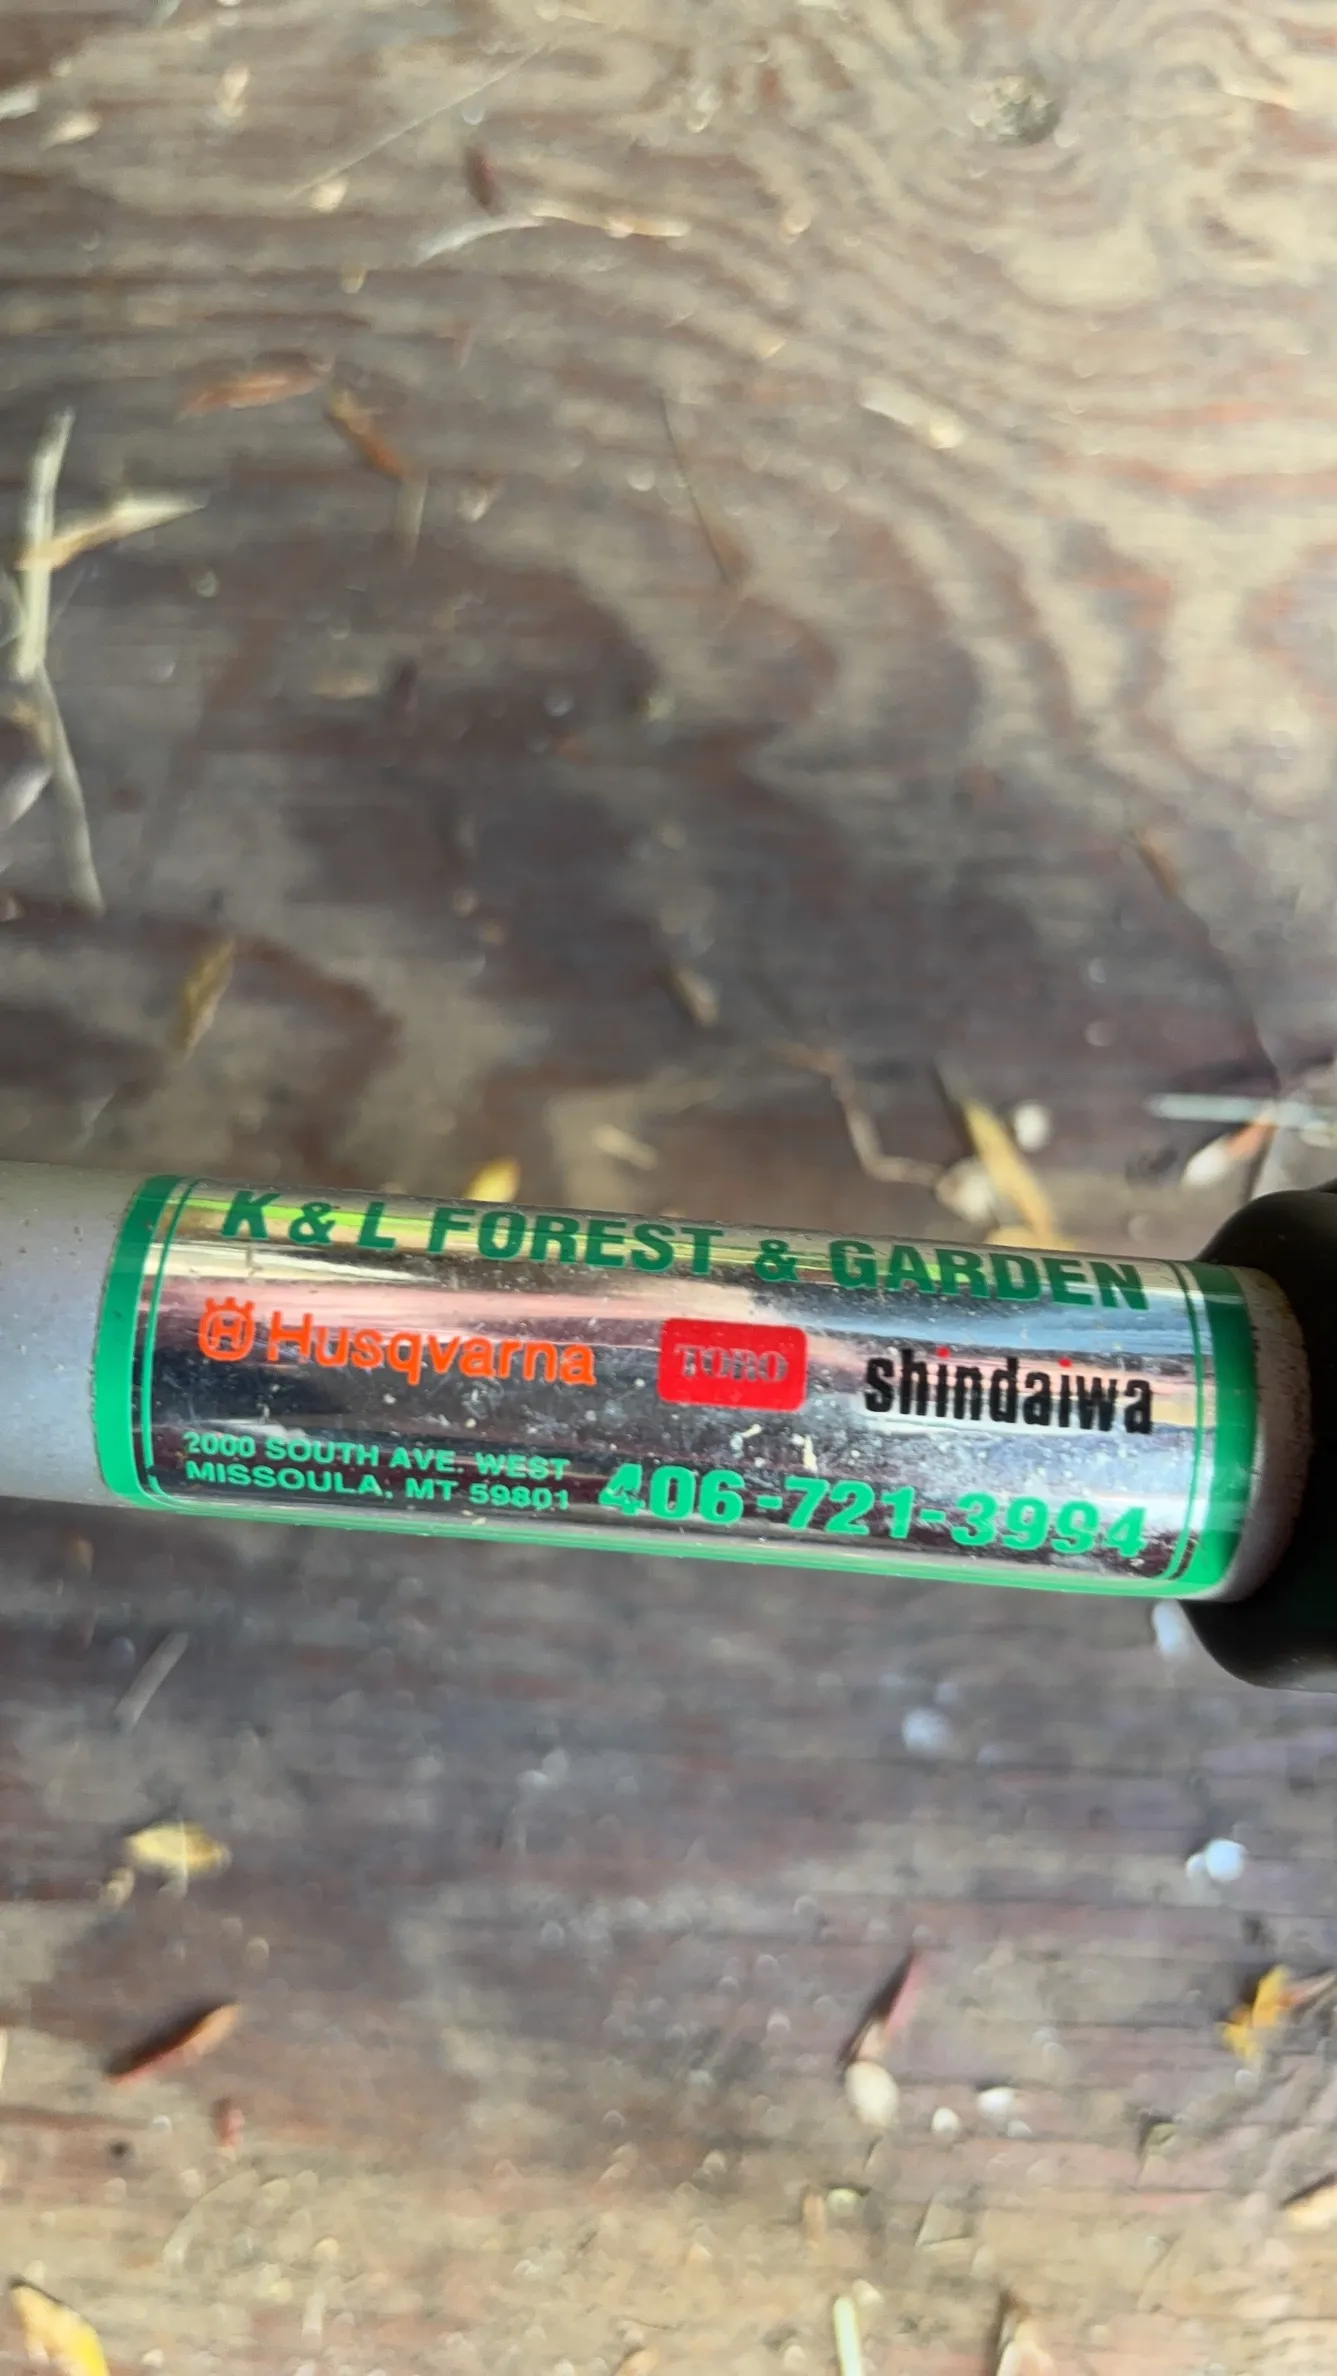 K & L FOREST & GARDEN
Husqvarna TORO shindaiwa
2000 SOUTH AVE. WEST
MISSOULA, MT 59801 406-721-3994